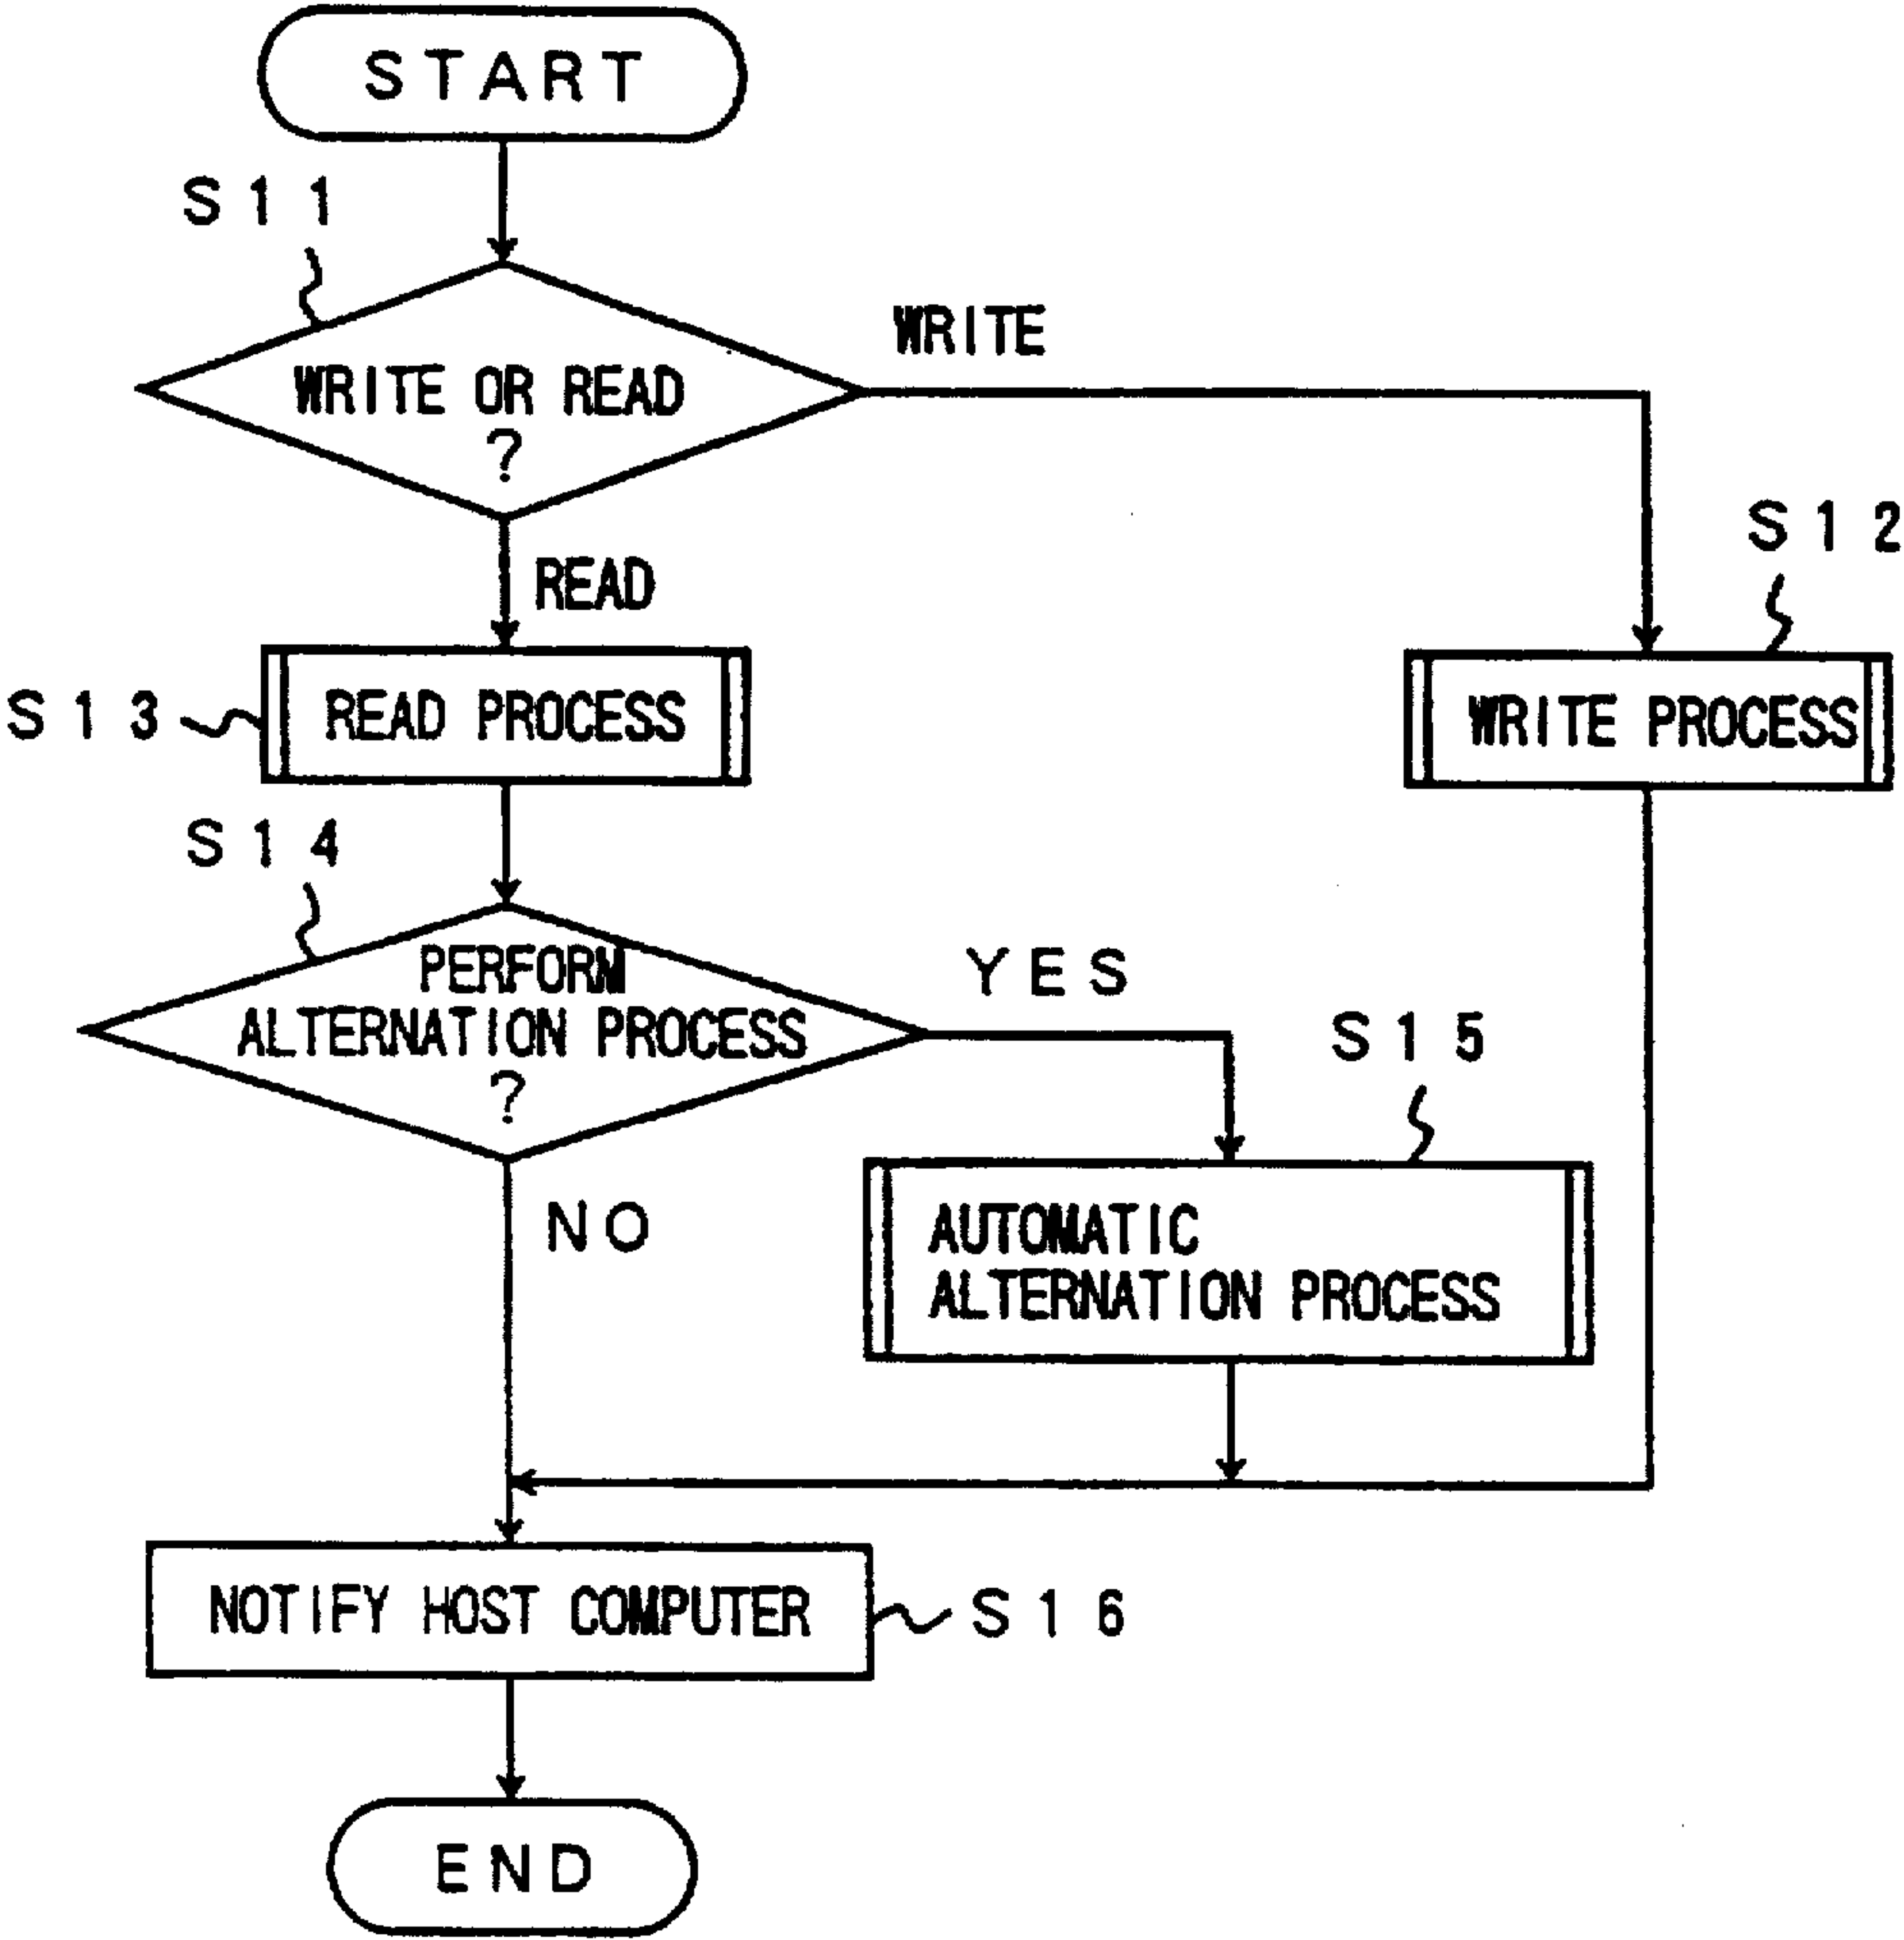 START
S11
WRITE
WRITE OR READ
?
S12
READ
S13
READ PROCESS
WRITE PROCESS
S14
PERFORM
ALTERNATION PROCESS
?
YES
S15
NO
AUTOMATIC
ALTERNATION PROCESS
NOTIFY HOST COMPUTER
S16
END